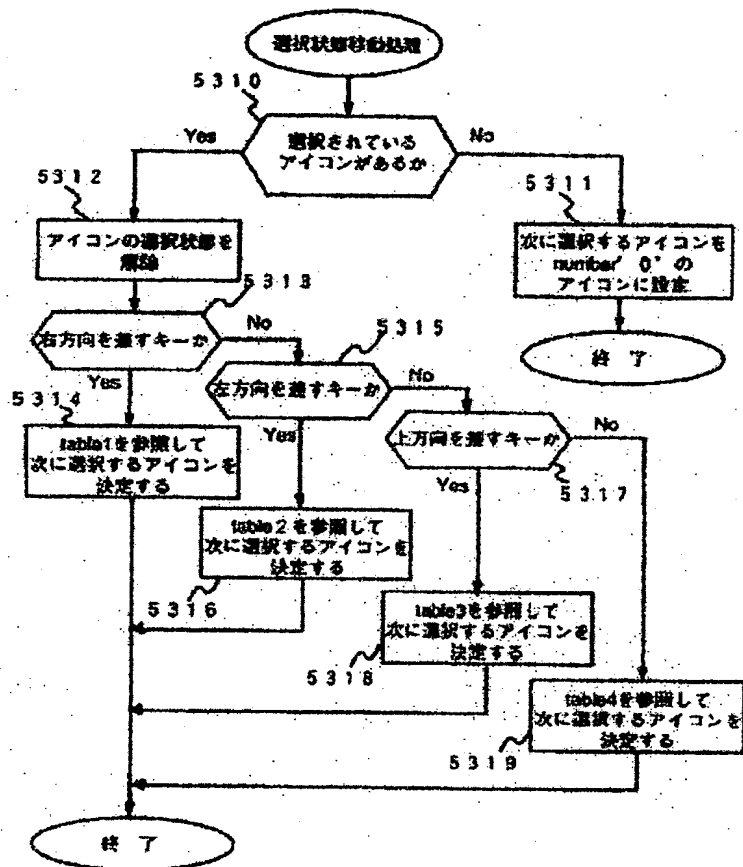 選択状態移動処理
5310
Yes
選択されている
アイコンがあるか
No
5312
5311
アイコンの選択状態を
解除
次に選択するアイコンを
number'0'の
アイコンに設定
5313
右方向を指すキーか
No
5315
終 了
Yes
左方向を指すキーか
No
5314
Yes
上方向を指すキーか
No
table1を参照して
次に選択するアイコンを
決定する
Yes
5317
table2を参照して
次に選択するアイコンを
決定する
5316
table3を参照して
次に選択するアイコンを
決定する
5318
table4を参照して
次に選択するアイコンを
決定する
5319
終 了